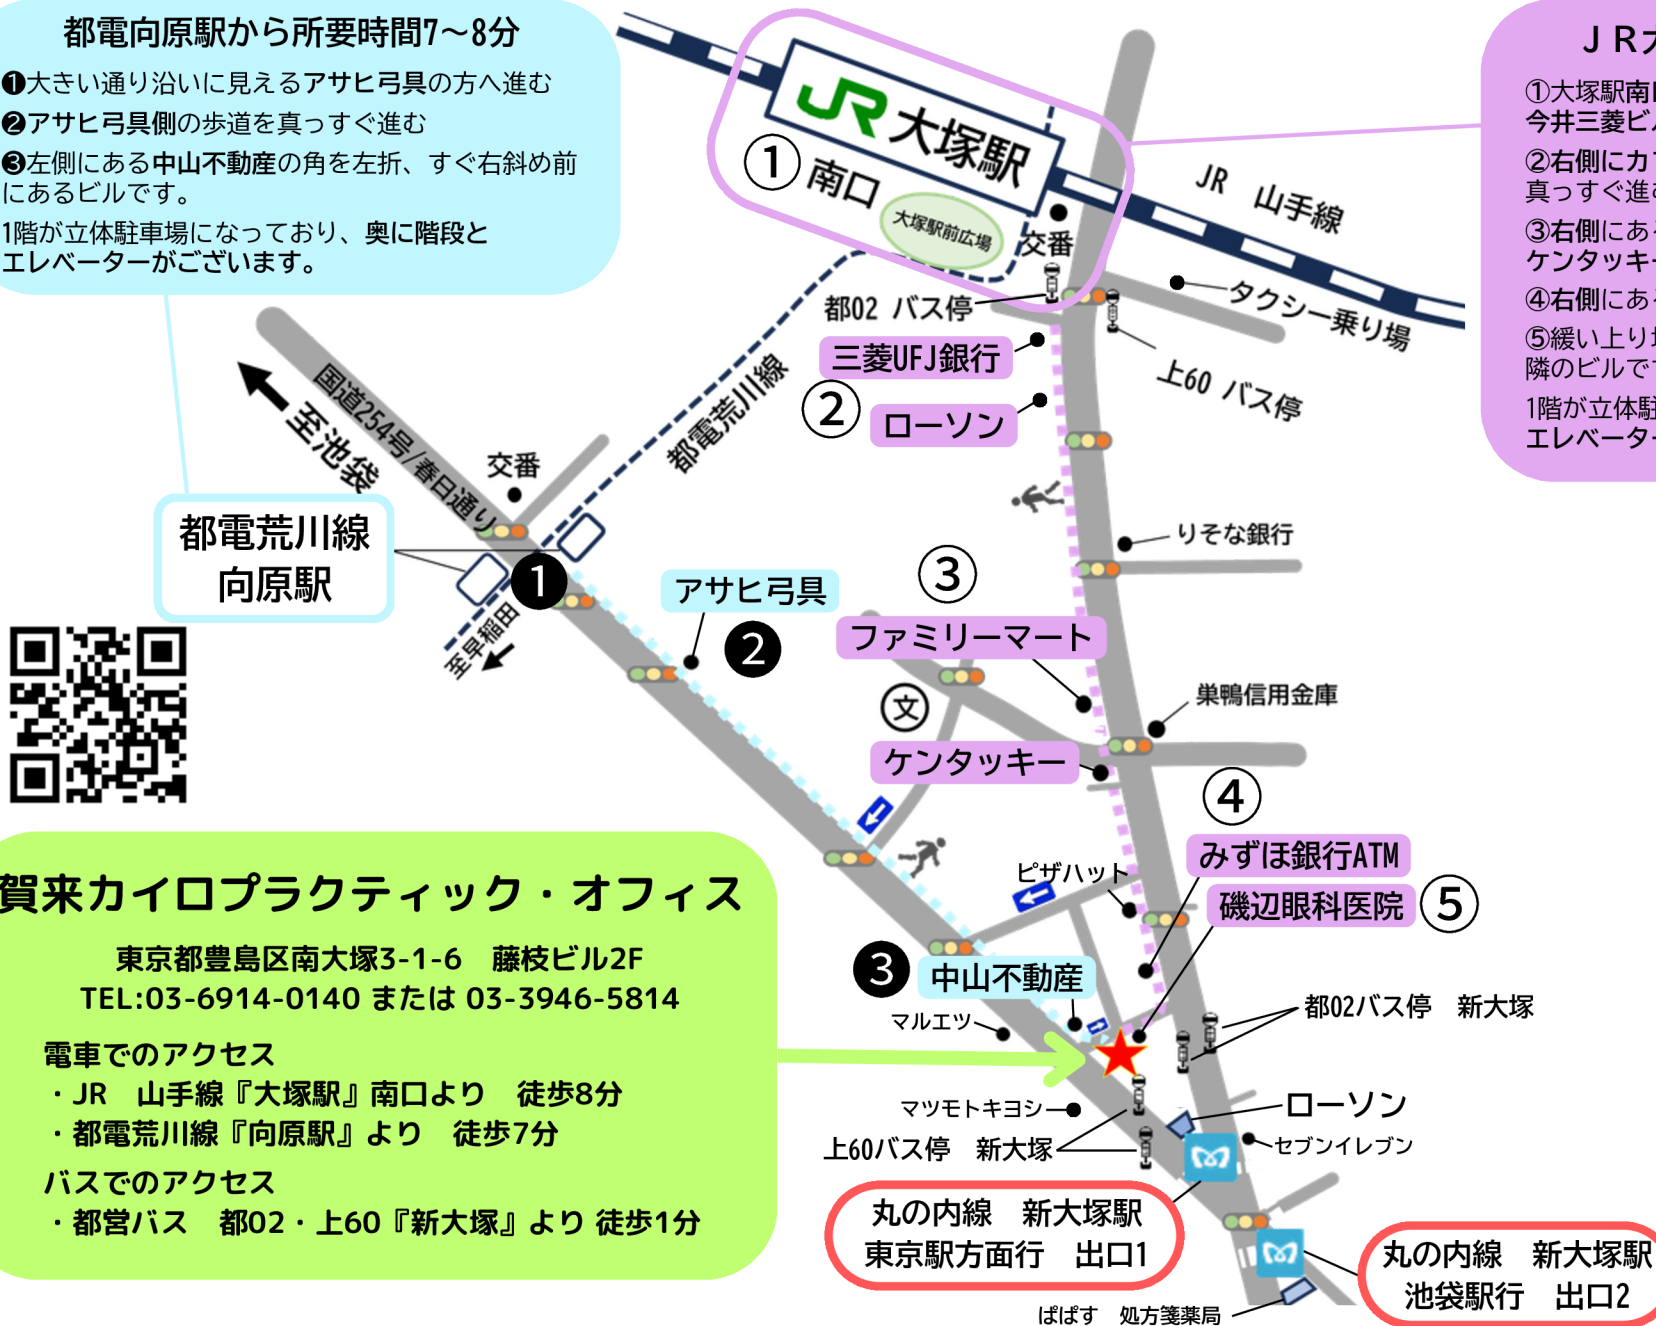 都電向原駅から所要時間7～8分
❶大きい通り沿いに見えるアサヒ弓具の方へ進む
❷アサヒ弓具側の歩道を真っすぐ進む
❸左側にある中山不動産の角を左折、すぐ右斜め前
にあるビルです。
1階が立体駐車場になっており、奥に階段と
エレベーターがございます。
JR 大塚駅
① 南口
大塚駅前広場
交番
JR 山手線
①大塚駅南
今井三菱ビ
②右側にカ
真っすぐ進
③右側にあ
ケンタッキー
④右側にあ
⑤緩い上り
隣のビルで
1階が立体駐
エレベーター
都02 バス停
タクシー乗り場
三菱UFJ銀行
上60 バス停
②
ローソン
国道254号/春日通り
至池袋
都電荒川線
交番
都電荒川線
向原駅
❶
至早稲田
りそな銀行
アサヒ弓具
❷
③
ファミリーマート
文
巣鴨信用金庫
ケンタッキー
④
みずほ銀行ATM
ピザハット
磯辺眼科医院
⑤
❸
中山不動産
マルエツ
都02バス停 新大塚
賀来カイロプラクティック・オフィス
東京都豊島区南大塚3-1-6 藤枝ビル2F
TEL:03-6914-0140 または 03-3946-5814
電車でのアクセス
・JR 山手線『大塚駅』南口より 徒歩8分
・都電荒川線『向原駅』より 徒歩7分
バスでのアクセス
・都営バス 都02・上60『新大塚』より 徒歩1分
マツモトキヨシ
ローソン
上60バス停 新大塚
セブンイレブン
丸の内線 新大塚駅
東京駅方面行 出口1
丸の内線 新大塚駅
池袋駅行 出口2
ぱぱす 処方箋薬局